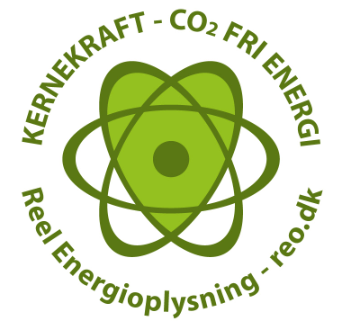 KERNEKRAFT - CO₂ FRI ENERGI
Reel Energioplysning - reo.dk